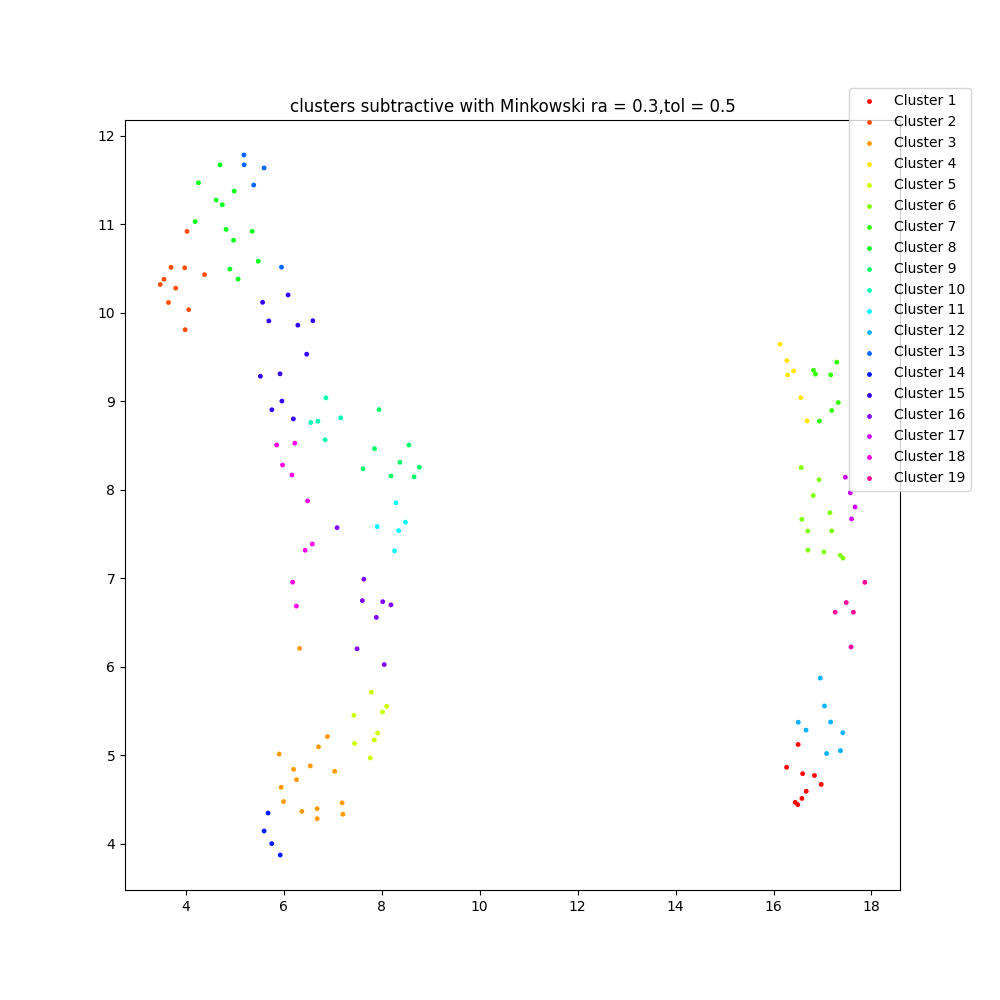 clusters subtractive with Minkowski ra = 0.3,tol = 0.5
Cluster 1
Cluster 2
Cluster 3
Cluster 4
Cluster 5
Cluster 6
Cluster 7
Cluster 8
Cluster 9
Cluster 10
Cluster 11
Cluster 12
Cluster 13
Cluster 14
Cluster 15
Cluster 16
Cluster 17
Cluster 18
Cluster 19
12
11
10
9
8
7
6
5
4
4 6 8 10 12 14 16 18